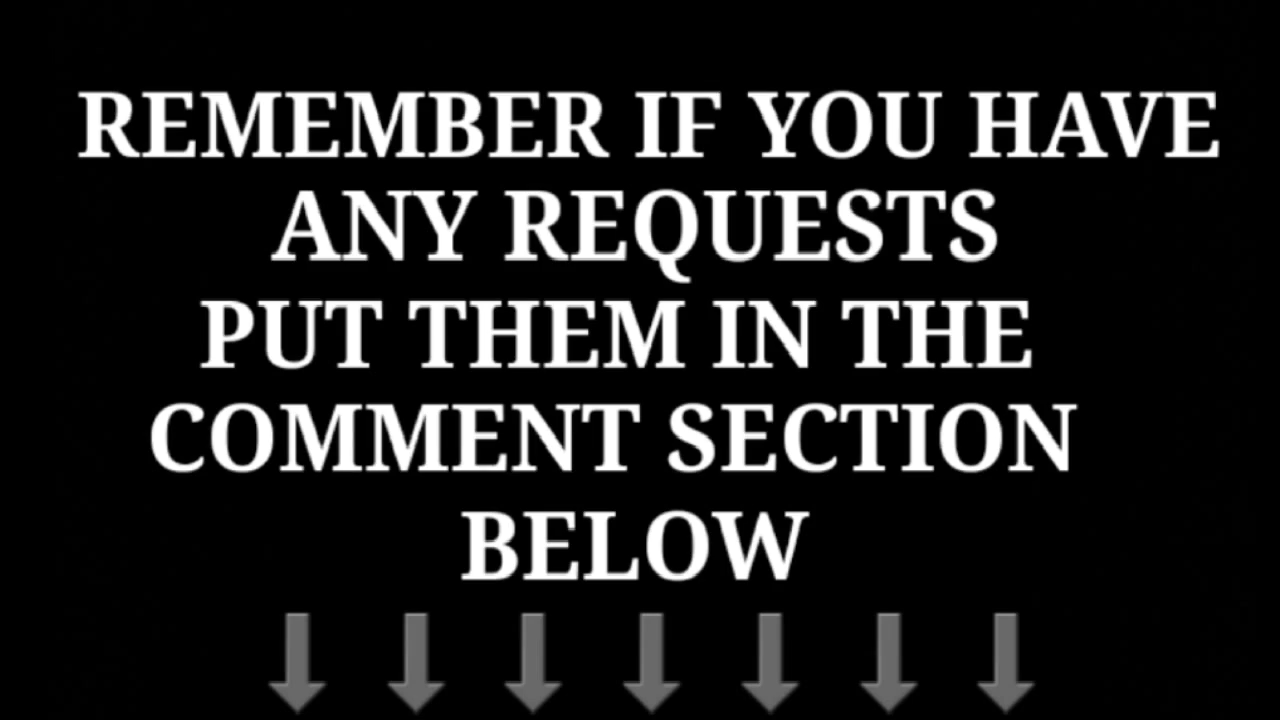 REMEMBER IF YOU HAVE
ANY REQUESTS
PUT THEM IN THE
COMMENT SECTION
BELOW